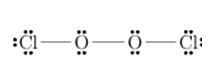 :Cl — O — O — Cl: